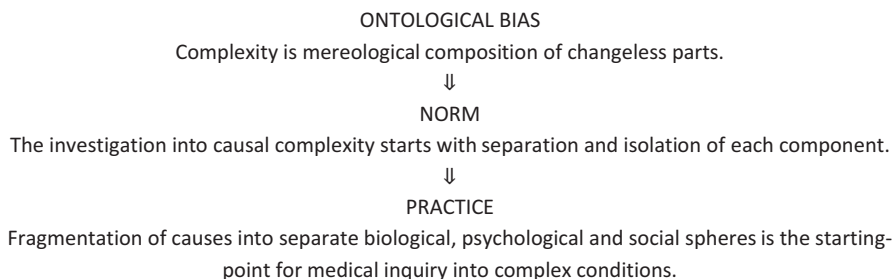 ONTOLOGICAL BIAS
Complexity is mereological composition of changeless parts.
⇓
NORM
The investigation into causal complexity starts with separation and isolation of each component.
⇓
PRACTICE
Fragmentation of causes into separate biological, psychological and social spheres is the starting-
point for medical inquiry into complex conditions.